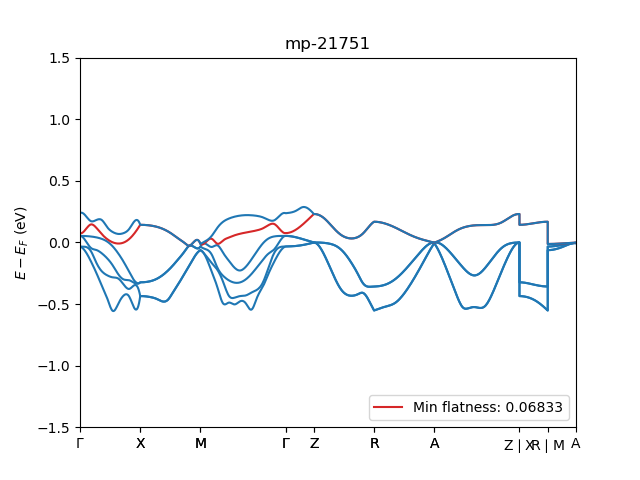 mp-21751
1.5
1.0
0.5
0.0
−0.5
−1.0
−1.5
E − E_F (eV)
Min flatness: 0.06833
Γ X M Γ Z R A Z | X R | M A